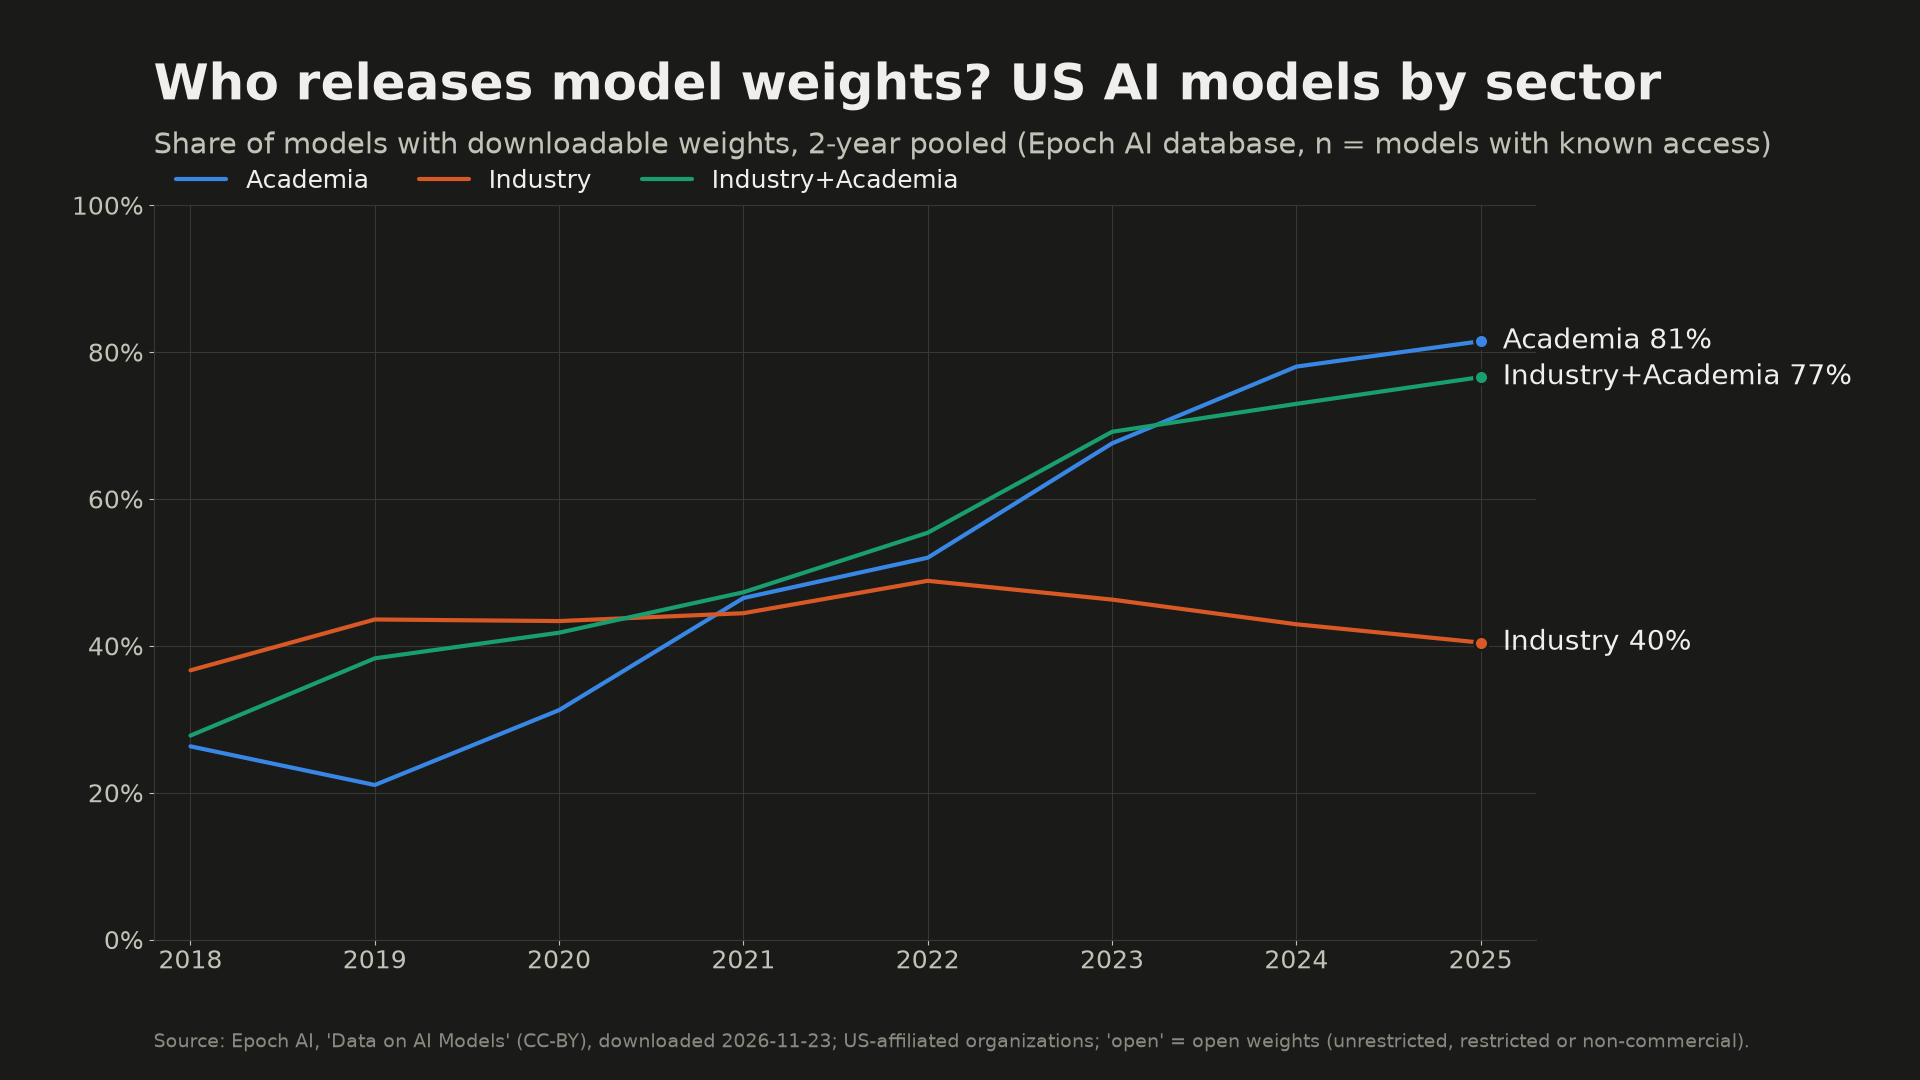 Who releases model weights? US AI models by sector
Share of models with downloadable weights, 2-year pooled (Epoch AI database, n = models with known access)
Academia Industry Industry+Academia
100%
80%
60%
40%
20%
0%
Academia 81%
Industry+Academia 77%
Industry 40%
2018 2019 2020 2021 2022 2023 2024 2025
Source: Epoch AI, 'Data on AI Models' (CC-BY), downloaded 2026-11-23; US-affiliated organizations; 'open' = open weights (unrestricted, restricted or non-commercial).